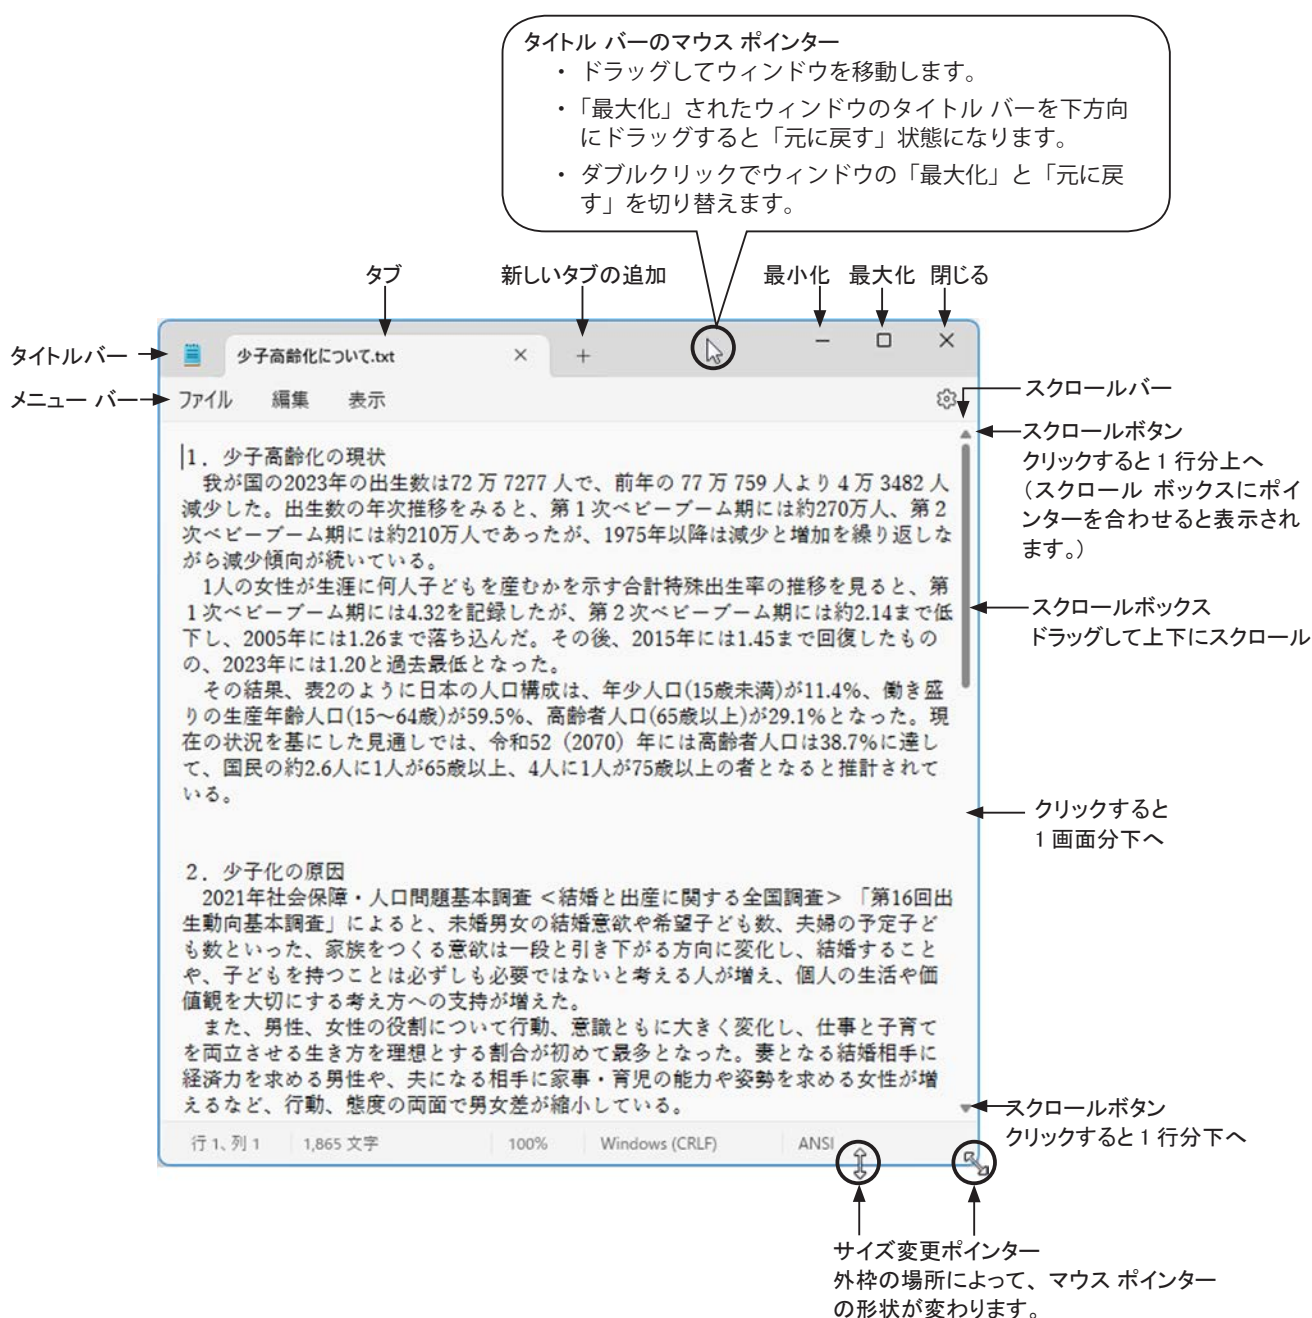 タイトル バーのマウス ポインター
・ ドラッグしてウィンドウを移動します。
・「最大化」されたウィンドウのタイトル バーを下方向
にドラッグすると「元に戻す」状態になります。
・ ダブルクリックでウィンドウの「最大化」と「元に戻
す」を切り替えます。
タブ
新しいタブの追加
最小化
最大化
閉じる
タイトルバー
少子高齢化について.txt
メニュー バー
ファイル 編集 表示
スクロールバー
スクロールボタン
クリックすると 1 行分上へ
(スクロール ボックスにポイ
ンターを合わせると表示され
ます。)
1. 少子高齢化の現状
我が国の2023年の出生数は72 万 7277 人で、前年の 77 万 759 人より 4 万 3482 人
減少した。出生数の年次推移をみると、第1次ベビーブーム期には約270万人、第2
次ベビーブーム期には約210万人であったが、1975年以降は減少と増加を繰り返しな
がら減少傾向が続いている。
1人の女性が生涯に何人子どもを産むかを示す合計特殊出生率の推移を見ると、第
1次ベビーブーム期には4.32を記録したが、第2次ベビーブーム期には約2.14まで低
下し、2005年には1.26まで落ち込んだ。その後、2015年には1.45まで回復したもの
の、2023年には1.20と過去最低となった。
その結果、表2のように日本の人口構成は、年少人口(15歳未満)が11.4%、働き盛
りの生産年齢人口(15～64歳)が59.5%、高齢者人口(65歳以上)が29.1%となった。現
在の状況を基にした見通しでは、令和52（2070）年には高齢者人口は38.7%に達し
て、国民の約2.6人に1人が65歳以上、4人に1人が75歳以上の者となると推計されて
いる。
スクロールボックス
ドラッグして上下にスクロール
クリックすると
1 画面分下へ
2. 少子化の原因
2021年社会保障・人口問題基本調査 ＜結婚と出産に関する全国調査＞ 「第16回出
生動向基本調査」によると、未婚男女の結婚意欲や希望子ども数、夫婦の予定子ど
も数といった、家族をつくる意欲は一段と引き下がる方向に変化し、結婚すること
や、子どもを持つことは必ずしも必要ではないと考える人が増え、個人の生活や価
値観を大切にする考え方への支持が増えた。
また、男性、女性の役割について行動、意識ともに大きく変化し、仕事と子育て
を両立させる生き方を理想とする割合が初めて最多となった。妻となる結婚相手に
経済力を求める男性や、夫になる相手に家事・育児の能力や姿勢を求める女性が増
えるなど、行動、態度の両面で男女差が縮小している。
スクロールボタン
クリックすると 1 行分下へ
行 1、列 1 1,865 文字 100% Windows (CRLF) ANSI
サイズ変更ポインター
外枠の場所によって、マウス ポインター
の形状が変わります。